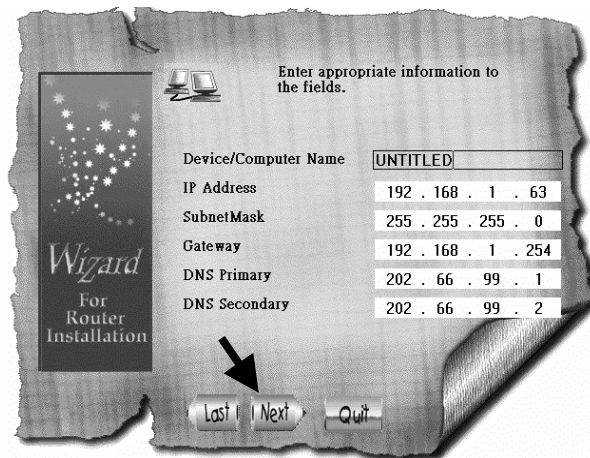 Enter appropriate information to
the fields.
Device/Computer Name UNTITLED
IP Address 192 . 168 . 1 . 63
SubnetMask 255 . 255 . 255 . 0
Gateway 192 . 168 . 1 . 254
DNS Primary 202 . 66 . 99 . 1
DNS Secondary 202 . 66 . 99 . 2
Wizard
For
Router
Installation
Last Next Quit